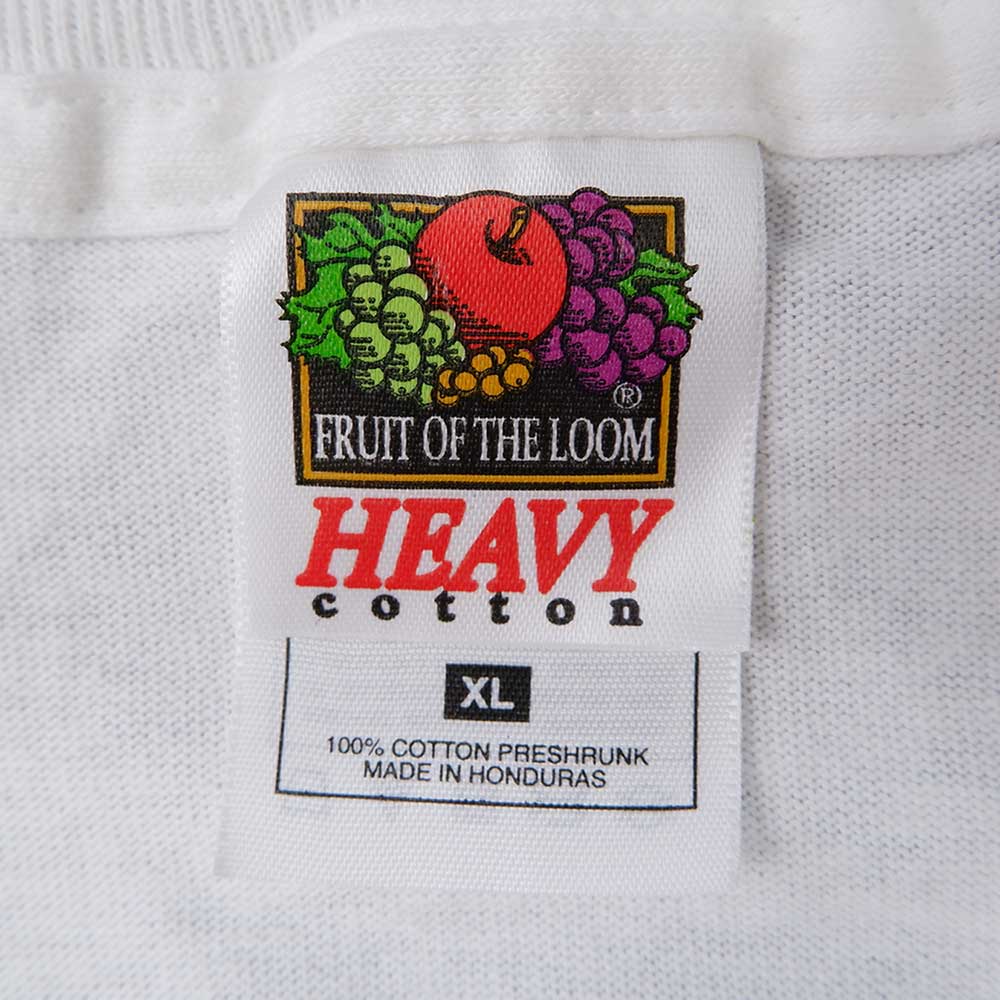 ®
FRUIT OF THE LOOM
HEAVY
cotton
XL
100% COTTON PRESHRUNK
MADE IN HONDURAS